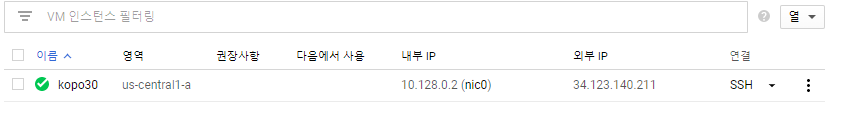 VM 인스턴스 필터링
열
이름 영역 권장사항 다음에서 사용 내부 IP 외부 IP 연결
kopo30 us-central1-a 10.128.0.2 (nic0) 34.123.140.211 SSH